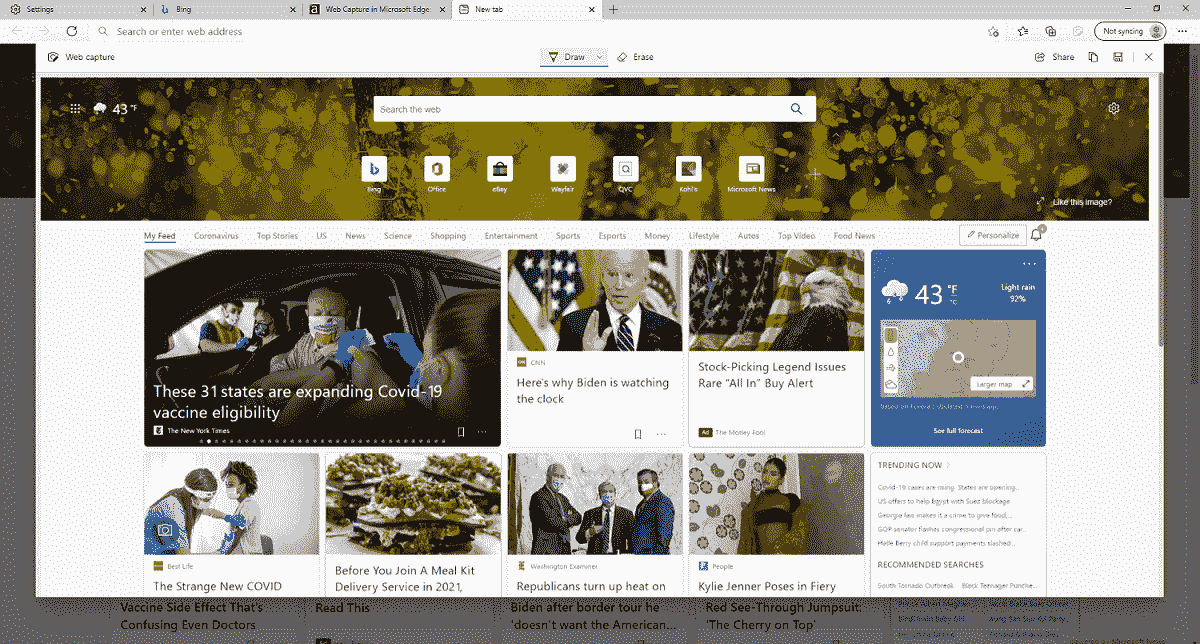 Settings
Bing
Web Capture in Microsoft Edge
New tab
Search or enter web address
Not syncing
Web capture
Draw
Erase
Share
43 °F
Search the web
Bing
Office
eBay
Wayfair
QVC
Kohl's
Microsoft News
Like this image?
My Feed
Coronavirus
Top Stories
US
News
Science
Shopping
Entertainment
Sports
Esports
Money
Lifestyle
Autos
Top Video
Food News
Personalize
These 31 states are expanding Covid-19
vaccine eligibility
The New York Times
CNN
Here's why Biden is watching
the clock
Stock-Picking Legend Issues
Rare "All In" Buy Alert
Ad The Motley Fool
43 °F
°C
Light rain
92%
Larger map
See full forecast
Best Life
The Strange New COVID
Vaccine Side Effect That's
Confusing Even Doctors
Before You Join A Meal Kit
Delivery Service in 2021,
Read This
Washington Examiner
Republicans turn up heat on
Biden after border tour he
'doesn't want the American...
People
Kylie Jenner Poses in Fiery
Red See-Through Jumpsuit:
'The Cherry on Top'
TRENDING NOW
Covid-19 cases are rising. States are opening...
US offers to help Egypt with Suez blockage
Georgia law makes it a crime to give food,...
GOP senator flashes congressional pin after car...
Halle Berry child support payments slashed...
RECOMMENDED SEARCHES
South Tornado Outbreak
Black Teenager Punche...